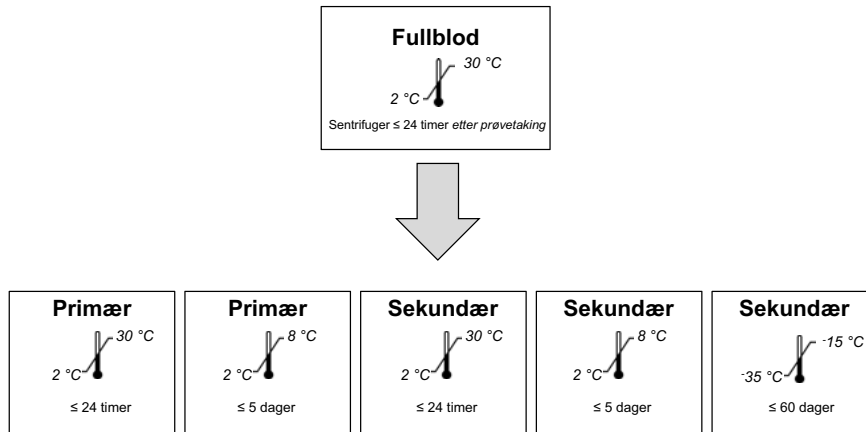 Fullblod
30 °C
2 °C
Sentrifuger ≤ 24 timer etter prøvetaking
Primær
30 °C
2 °C
≤ 24 timer
Primær
8 °C
2 °C
≤ 5 dager
Sekundær
30 °C
2 °C
≤ 24 timer
Sekundær
8 °C
2 °C
≤ 5 dager
Sekundær
-15 °C
-35 °C
≤ 60 dager